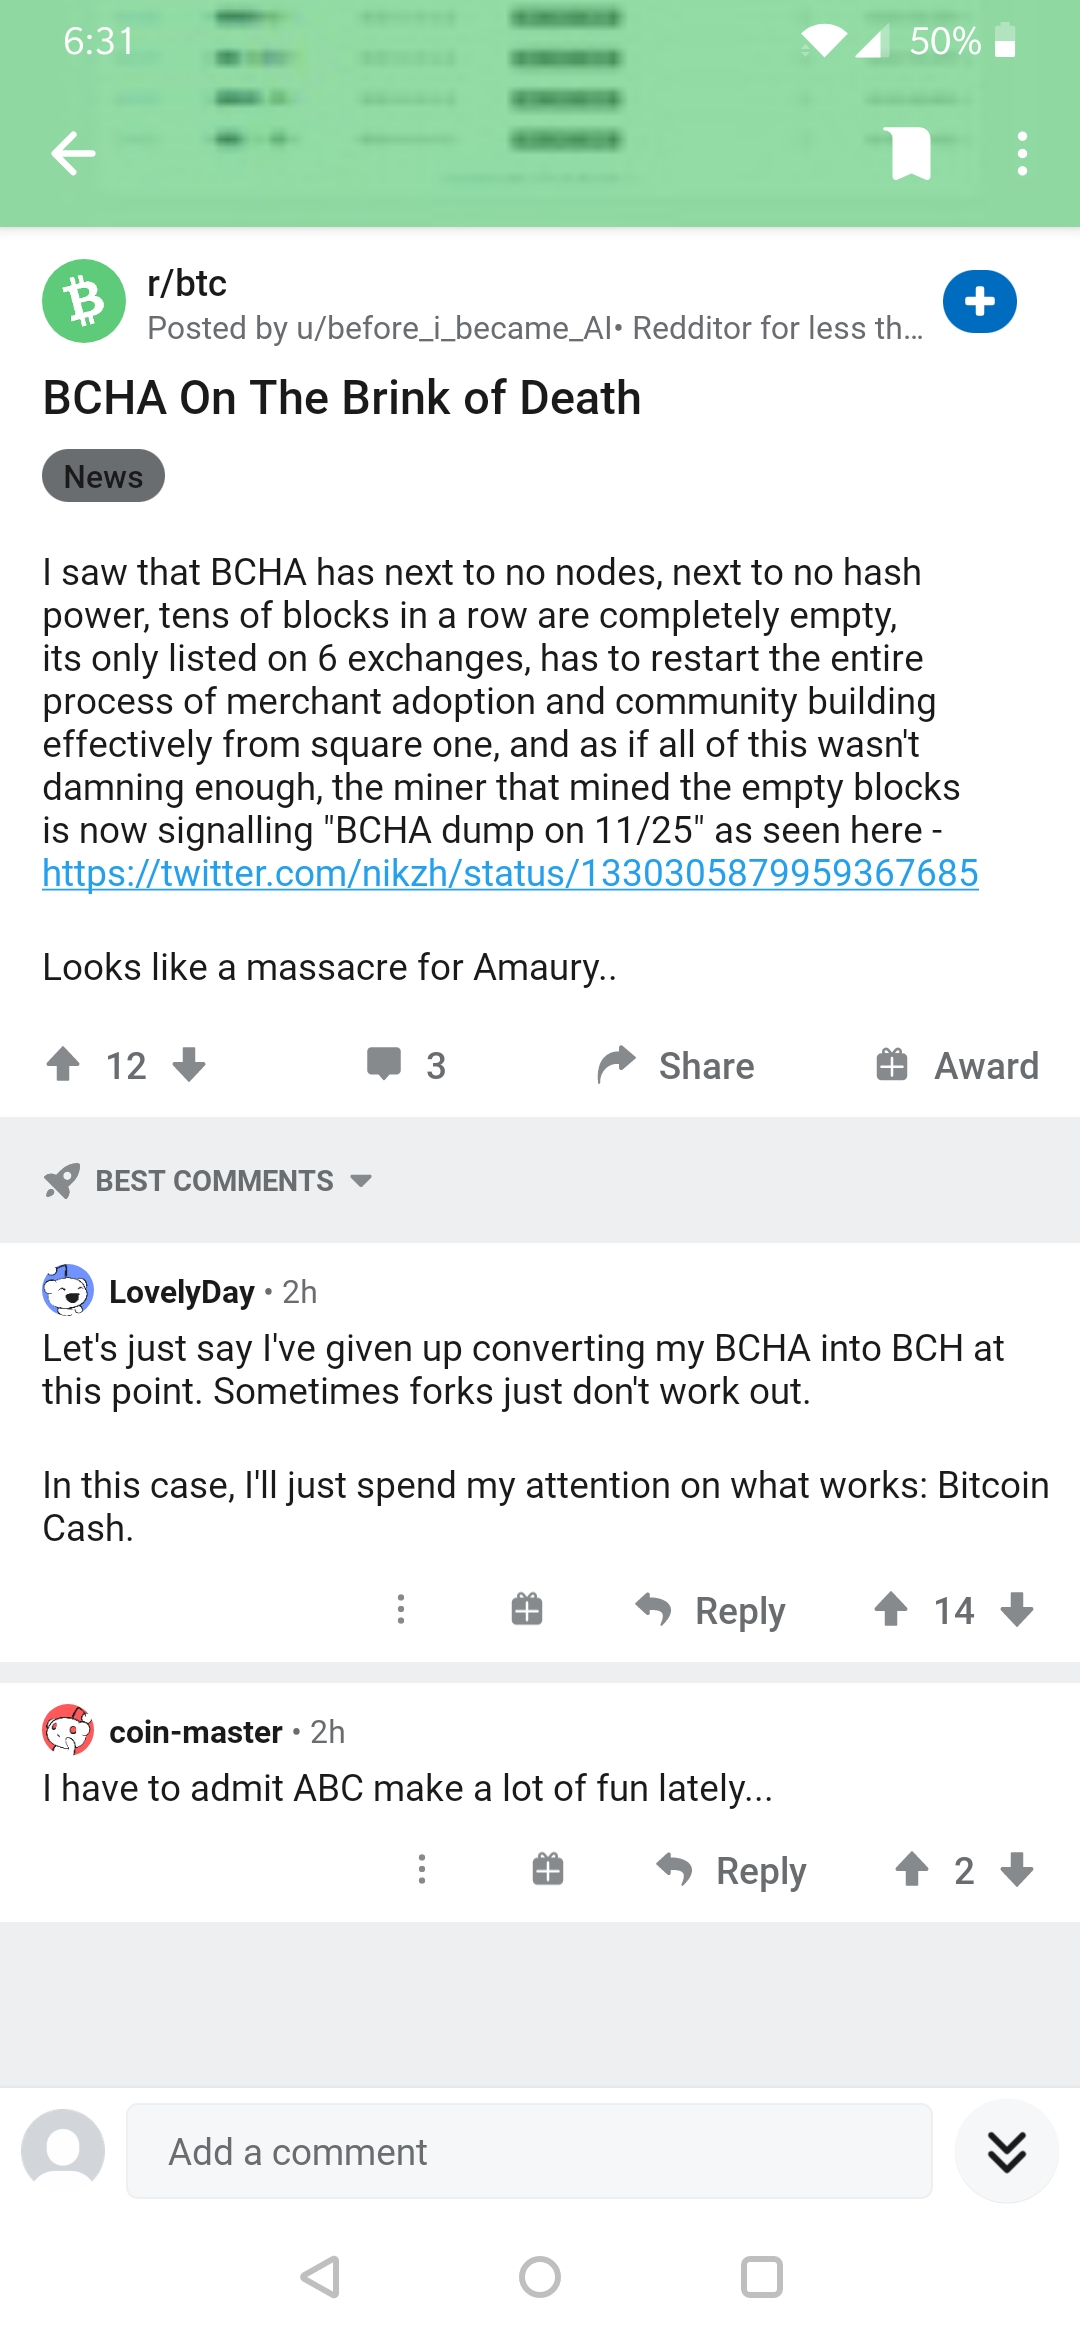 6:31
50%
r/btc
Posted by u/before_i_became_AI• Redditor for less th...
BCHA On The Brink of Death
News
I saw that BCHA has next to no nodes, next to no hash
power, tens of blocks in a row are completely empty,
its only listed on 6 exchanges, has to restart the entire
process of merchant adoption and community building
effectively from square one, and as if all of this wasn't
damning enough, the miner that mined the empty blocks
is now signalling "BCHA dump on 11/25" as seen here -
https://twitter.com/nikzh/status/1330305879959367685
Looks like a massacre for Amaury..
12
3
Share
Award
BEST COMMENTS
LovelyDay • 2h
Let's just say I've given up converting my BCHA into BCH at
this point. Sometimes forks just don't work out.
In this case, I'll just spend my attention on what works: Bitcoin
Cash.
Reply
14
coin-master • 2h
I have to admit ABC make a lot of fun lately...
Reply
2
Add a comment